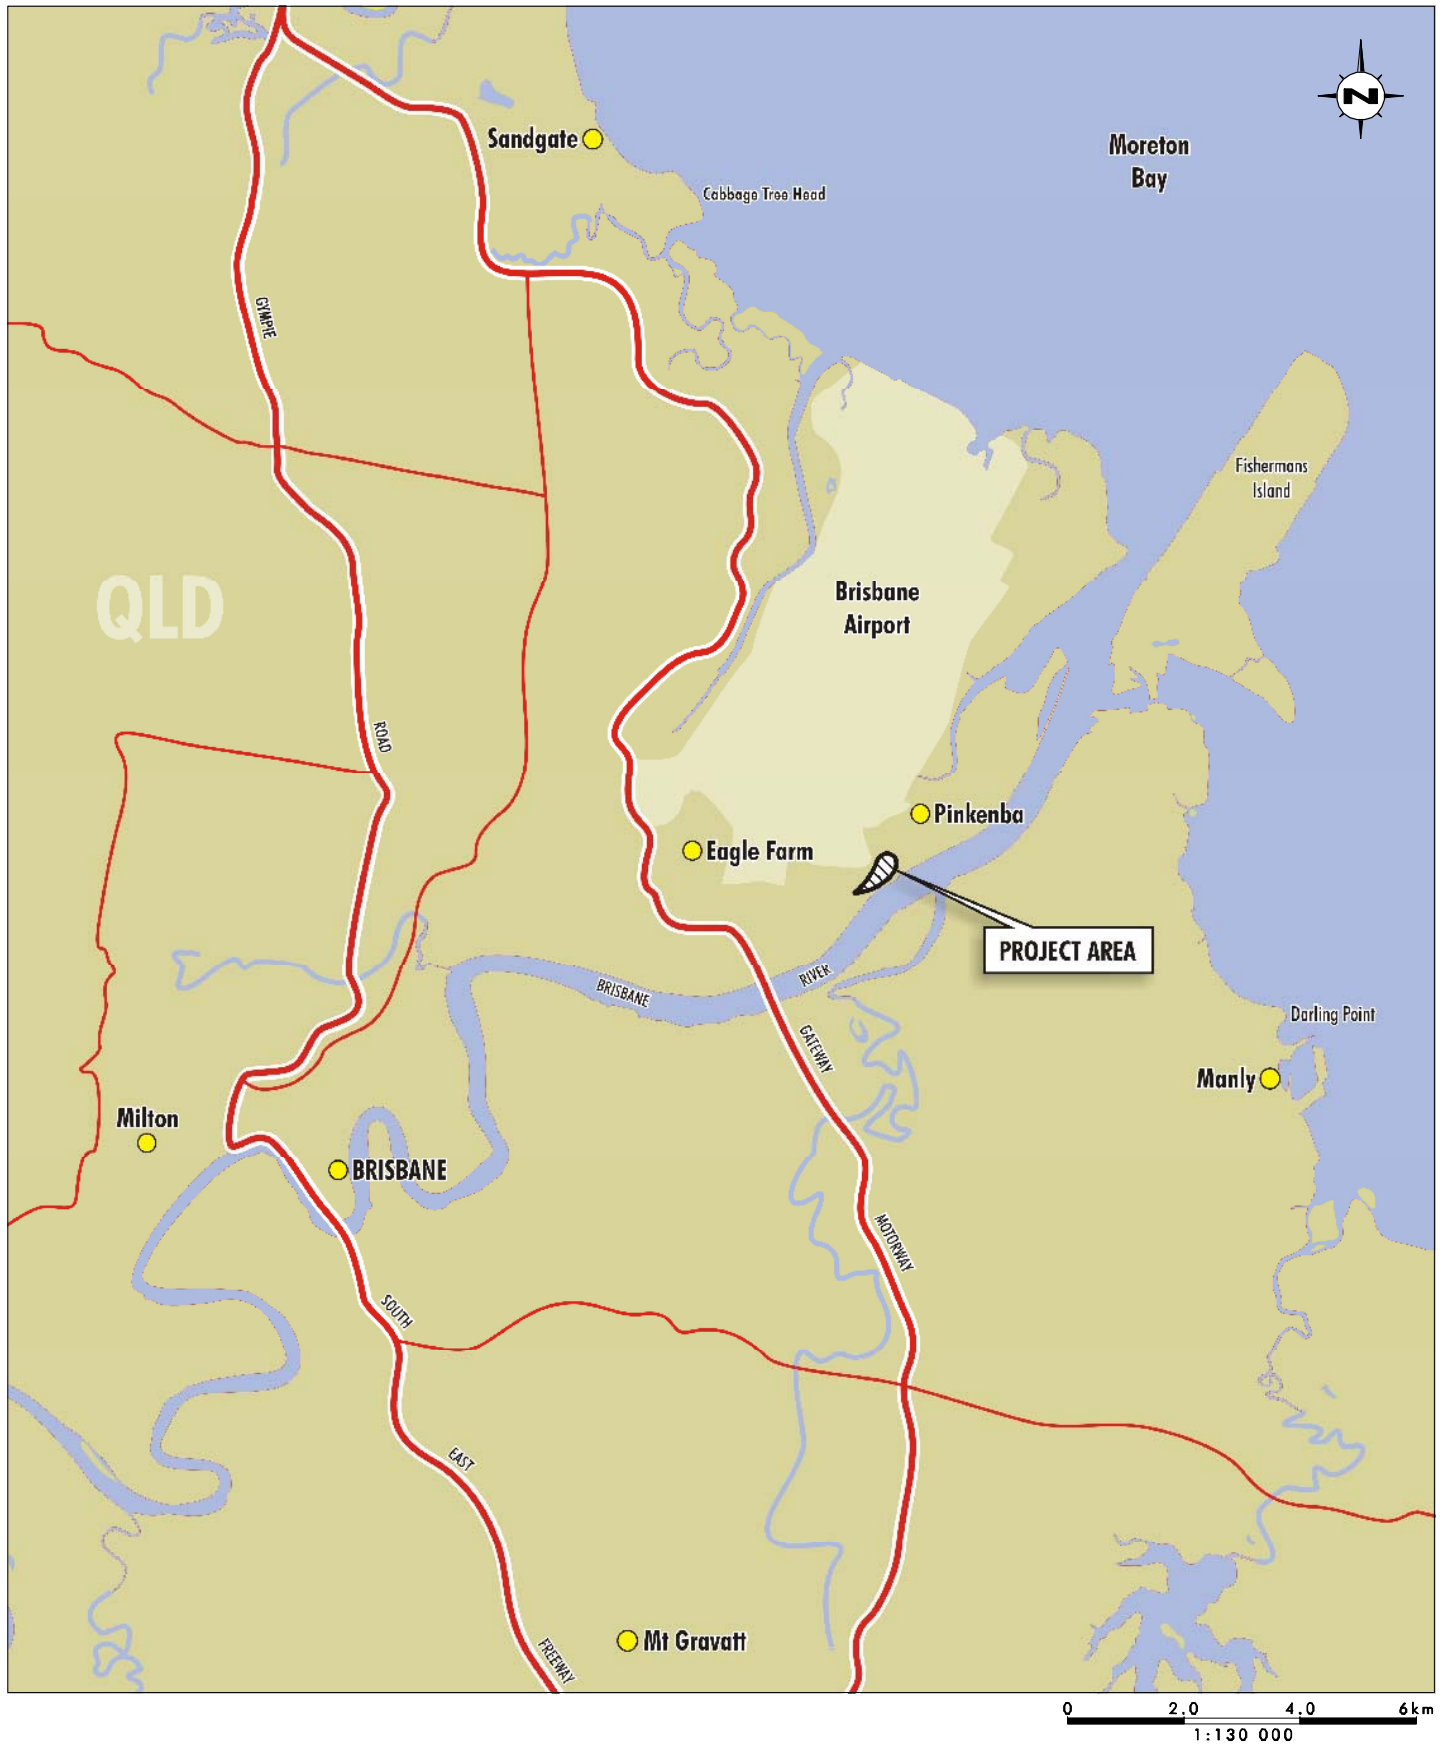 N
Sandgate
Moreton
Bay
Cabbage Tree Head
GYMPIE
Fishermans
Island
QLD
Brisbane
Airport
ROAD
Pinkenba
Eagle Farm
PROJECT AREA
BRISBANE
RIVER
Darling Point
GATEWAY
Manly
Milton
BRISBANE
MOTORWAY
SOUTH
EAST
Mt Gravatt
FREEWAY
0 2.0 4.0 6km
1:130 000